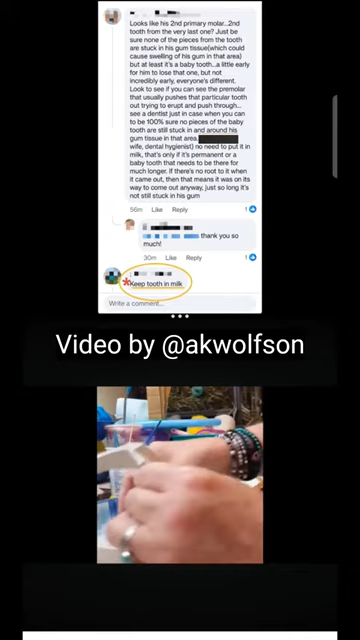 Looks like his 2nd primary molar...2nd
tooth from the very last one? Just be
sure none of the pieces from the tooth
are stuck in his gum tissue(which could
cause swelling of his gum in that area)
but at least it's a baby tooth... a little early
for him to lose that one, but not
incredibly early, everyone's different.
Look to see if you can see the premolar
that usually pushes that particular tooth
out trying to erupt and push through...
see a dentist just in case when you can
to be 100% sure no pieces of the baby
tooth are still stuck in and around his
gum tissue in that area.
wife, dental hygienist) no need to put it in
milk, that's only if it's permanent or a
baby tooth that needs to be there for
much longer. If there's no root to it when
it came out, then that means it was on its
way to come out anyway, just so long it's
not still stuck in his gum
56m Like Reply 1
thank you so
much!
30m Like Reply 1
*Keep tooth in milk
Write a comment...
Video by @akwolfson